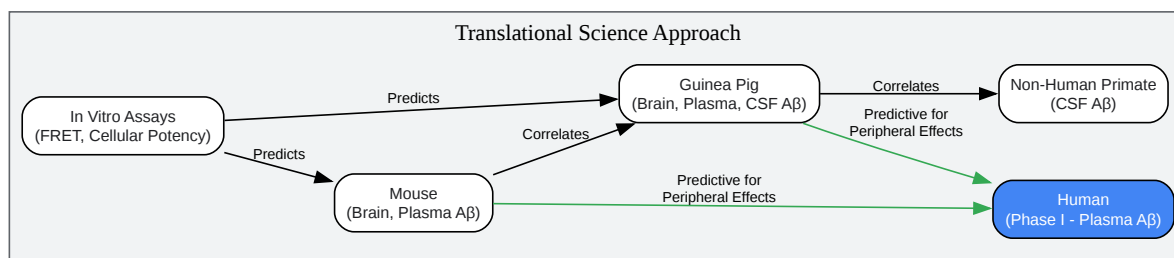 Translational Science Approach
In Vitro Assays
(FRET, Cellular Potency)
Predicts
Predicts
Mouse
(Brain, Plasma Aβ)
Correlates
Guinea Pig
(Brain, Plasma, CSF Aβ)
Correlates
Non-Human Primate
(CSF Aβ)
Predictive for
Peripheral Effects
Predictive for
Peripheral Effects
Human
(Phase I - Plasma Aβ)